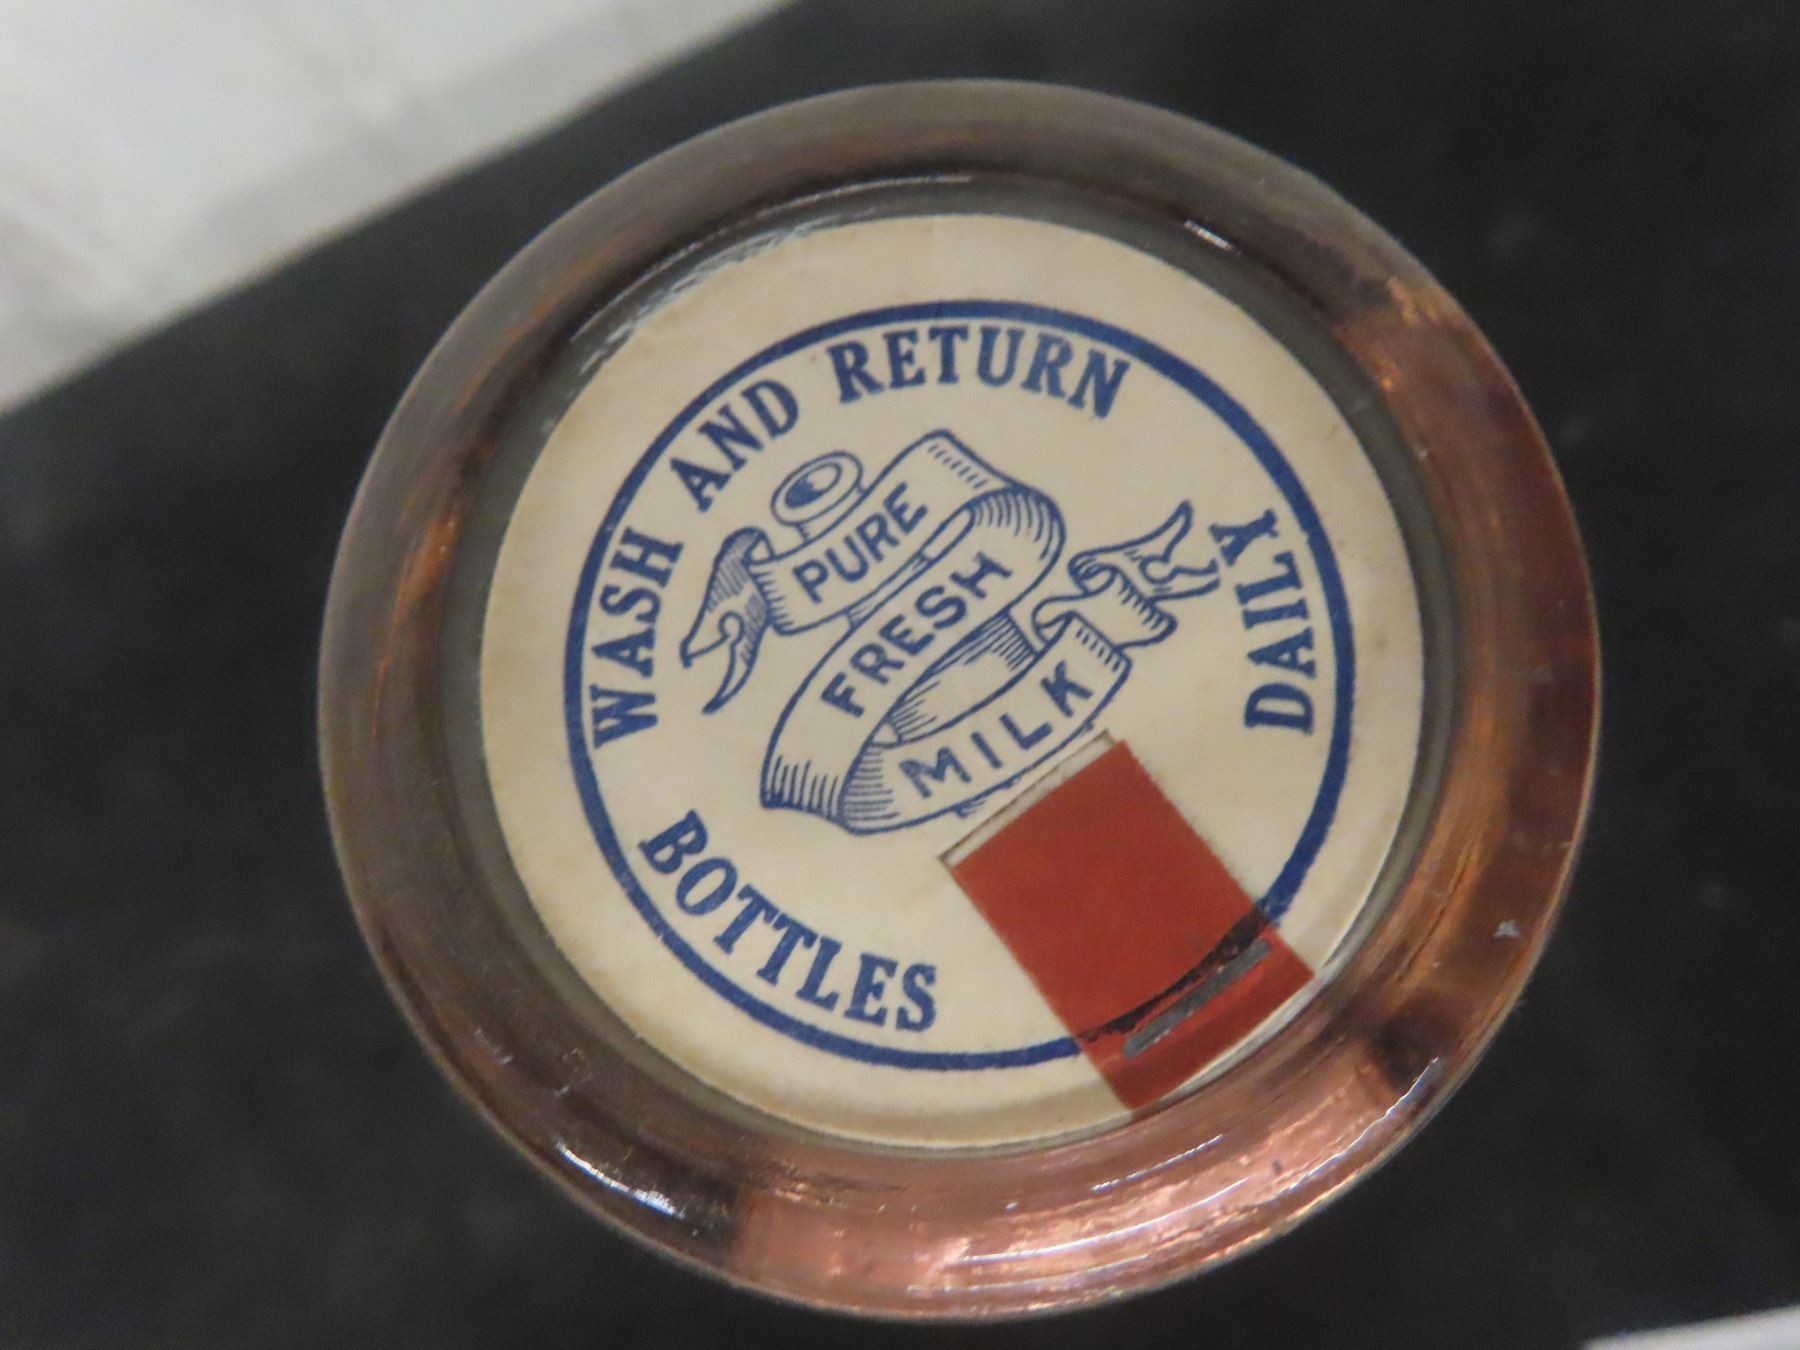 WASH AND RETURN
PURE
FRESH
MILK
BOTTLES
DAILY